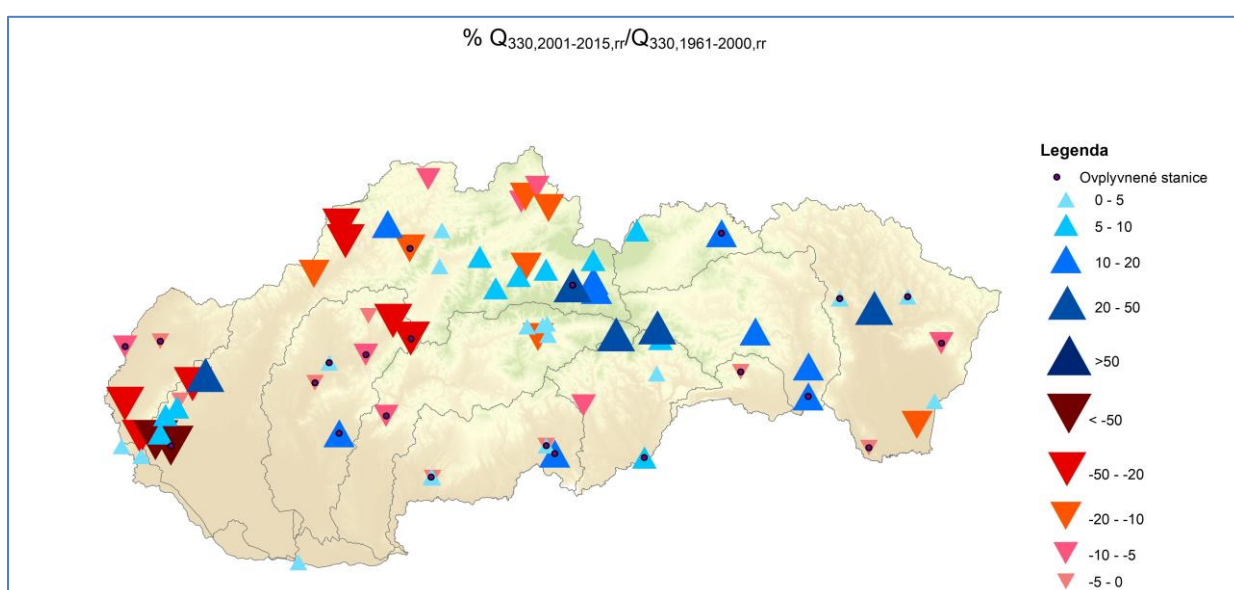 % Q330,2001-2015,rr/Q330,1961-2000,rr
Legenda
Ovplyvnené stanice
0 - 5
5 - 10
10 - 20
20 - 50
>50
< -50
-50 - -20
-20 - -10
-10 - -5
-5 - 0